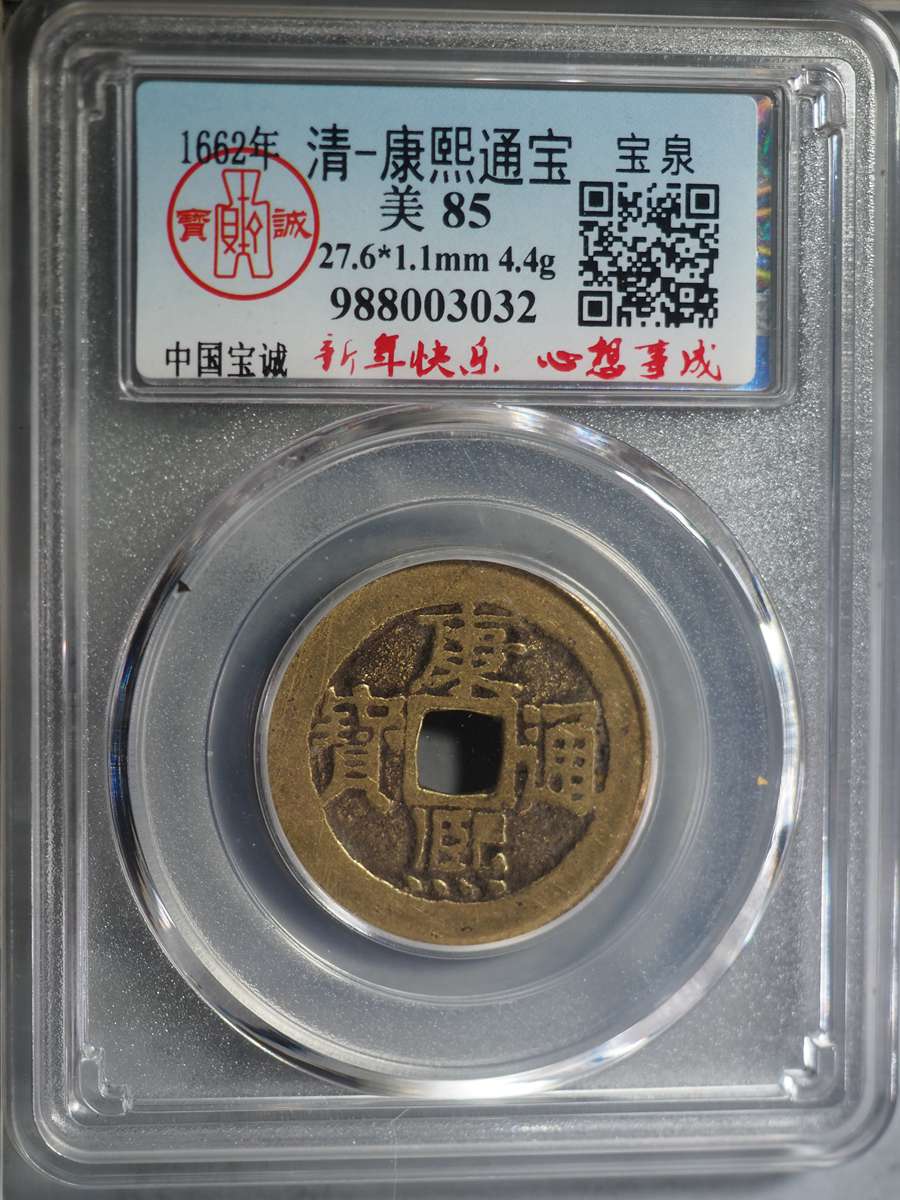 1662年 清-康熙通宝 宝泉
美 85
寶 誠
27.6*1.1mm 4.4g
988003032
中国宝诚 新年快乐 心想事成
康熙通寶